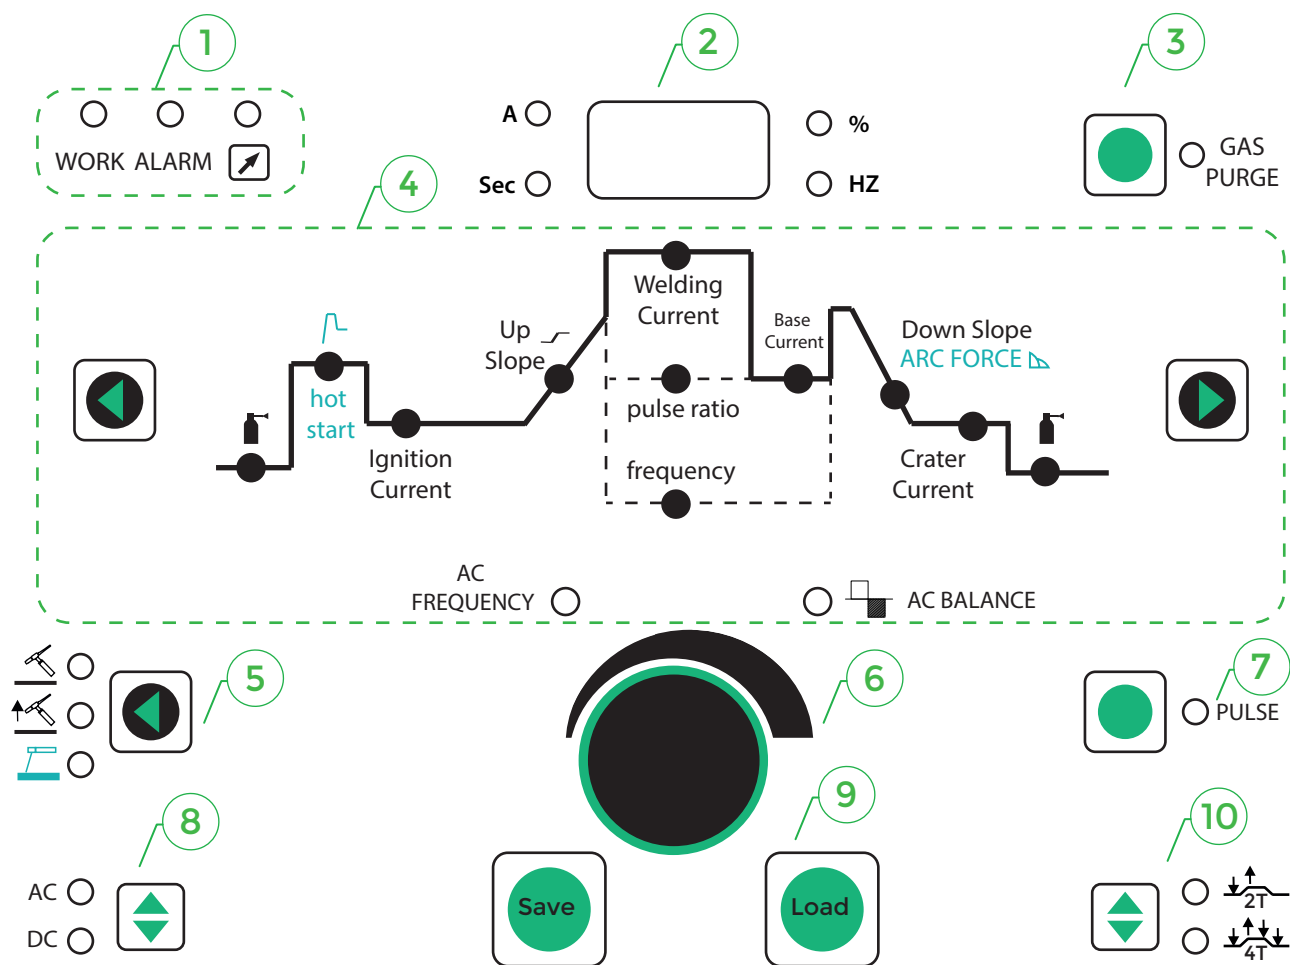 1
2
3
A
%
WORK ALARM
Sec
HZ
GAS
PURGE
4
Welding
Current
Base
Current
Up
Slope
Down Slope
ARC FORCE
hot
start
pulse ratio
Ignition
Current
frequency
Crater
Current
AC
FREQUENCY
AC BALANCE
5
6
7
PULSE
8
9
10
AC
DC
Save
Load
2T
4T